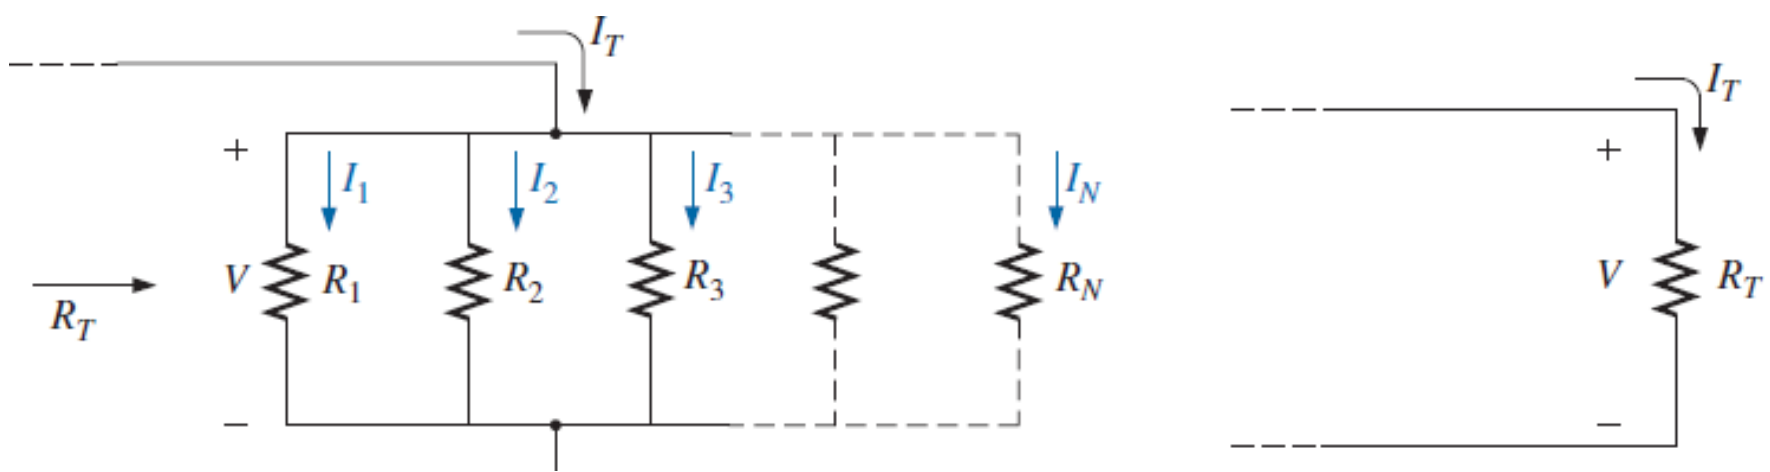 I_T
I_T
+ I_1 I_2 I_3 I_N +
V R_1 R_2 R_3 R_N V R_T
R_T
− −